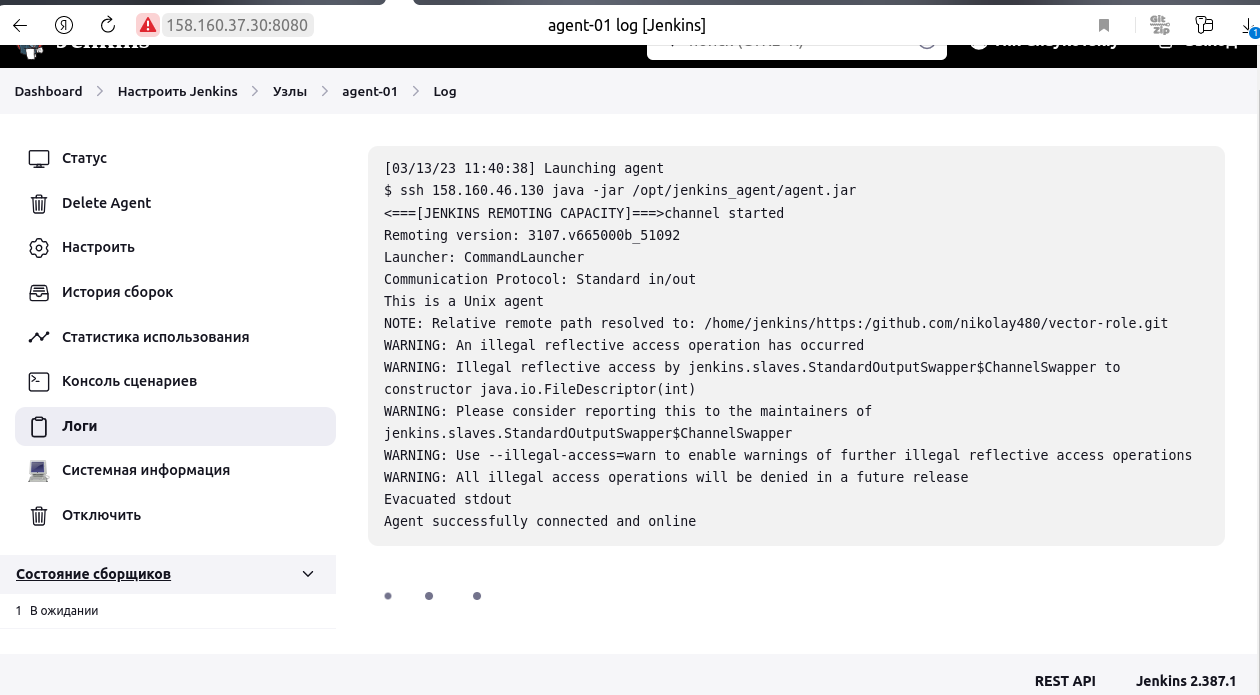 158.160.37.30:8080
agent-01 log [Jenkins]
Git
Zip
1
Jenkins
Dashboard
Настроить Jenkins
Узлы
agent-01
Log
Статус
Delete Agent
Настроить
История сборок
Статистика использования
Консоль сценариев
Логи
Системная информация
Отключить
Состояние сборщиков
1 В ожидании
[03/13/23 11:40:38] Launching agent
$ ssh 158.160.46.130 java -jar /opt/jenkins_agent/agent.jar
<===[JENKINS REMOTING CAPACITY]===>channel started
Remoting version: 3107.v665000b_51092
Launcher: CommandLauncher
Communication Protocol: Standard in/out
This is a Unix agent
NOTE: Relative remote path resolved to: /home/jenkins/https:/github.com/nikolay480/vector-role.git
WARNING: An illegal reflective access operation has occurred
WARNING: Illegal reflective access by jenkins.slaves.StandardOutputSwapper$ChannelSwapper to
constructor java.io.FileDescriptor(int)
WARNING: Please consider reporting this to the maintainers of
jenkins.slaves.StandardOutputSwapper$ChannelSwapper
WARNING: Use --illegal-access=warn to enable warnings of further illegal reflective access operations
WARNING: All illegal access operations will be denied in a future release
Evacuated stdout
Agent successfully connected and online
REST API
Jenkins 2.387.1